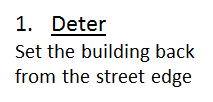 1. Deter
Set the building back
from the street edge